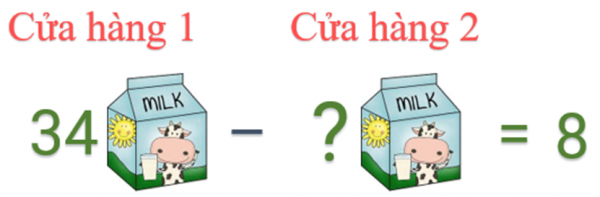 Cửa hàng 1 Cửa hàng 2
34 MILK – ? MILK = 8